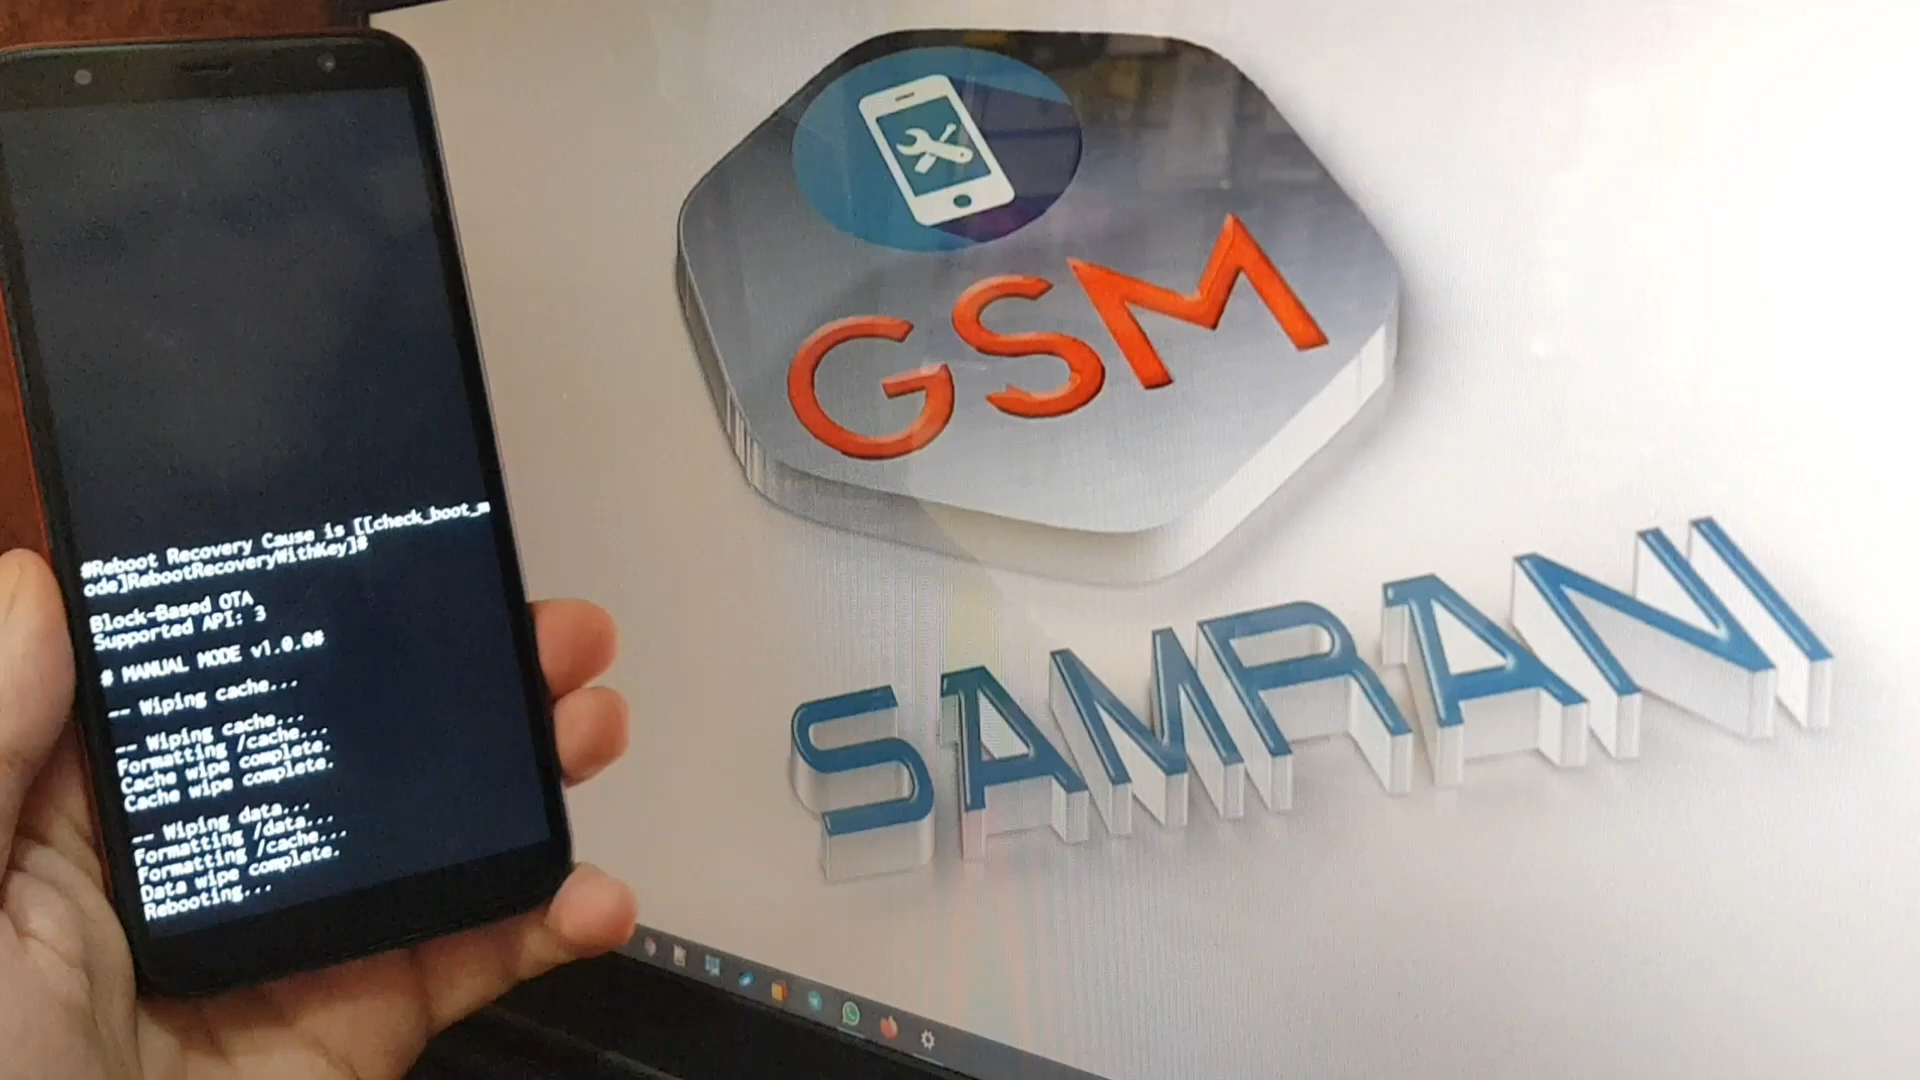 #Reboot Recovery Cause is [[check_boot_m
ode]RebootRecoveryWithKey]#
Block-Based OTA
Supported API: 3
# MANUAL MODE v1.0.0#
-- Wiping cache...
-- Wiping cache...
Formatting /cache...
Cache wipe complete.
Cache wipe complete.
-- Wiping data...
Formatting /data...
Formatting /cache...
Data wipe complete.
Rebooting...
GSM
SAMRANI